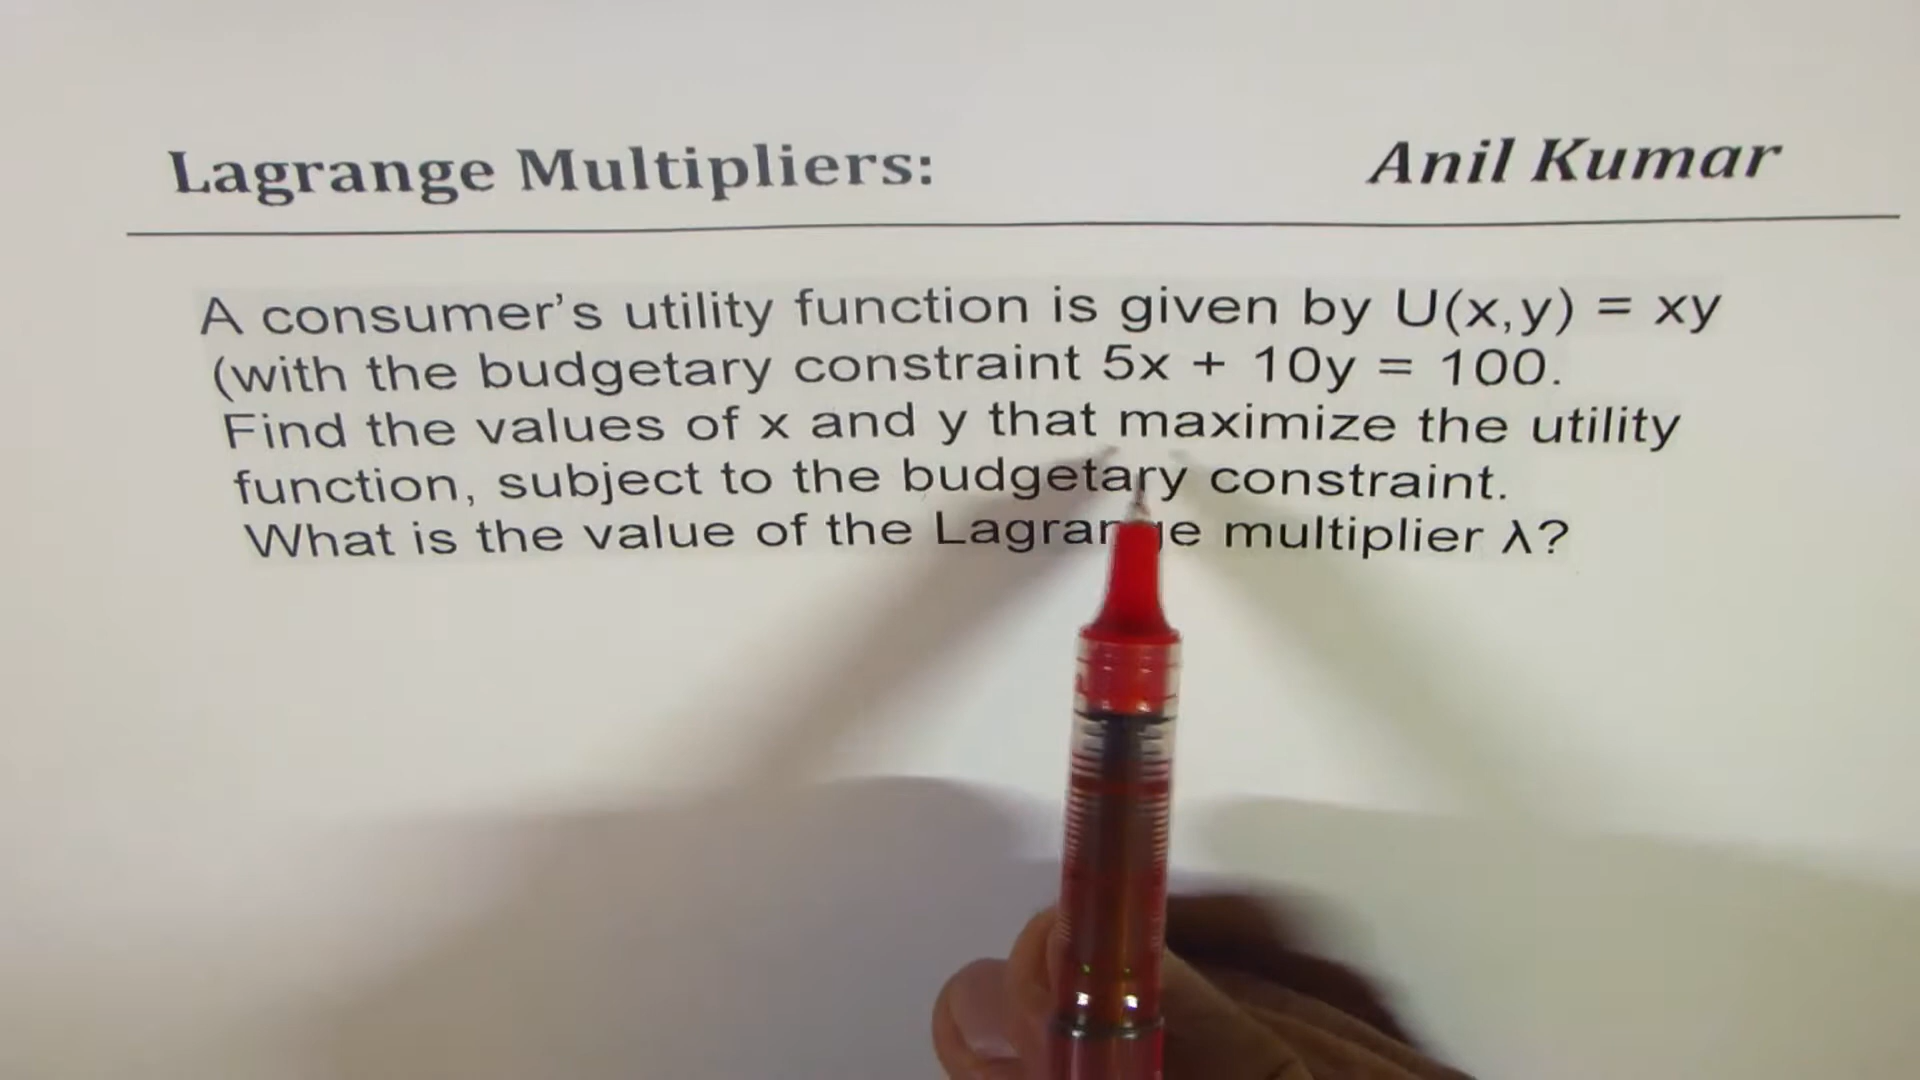 Lagrange Multipliers:
Anil Kumar
A consumer's utility function is given by U(x,y) = xy
(with the budgetary constraint 5x + 10y = 100.
Find the values of x and y that maximize the utility
function, subject to the budgetary constraint.
What is the value of the Lagrange multiplier λ?